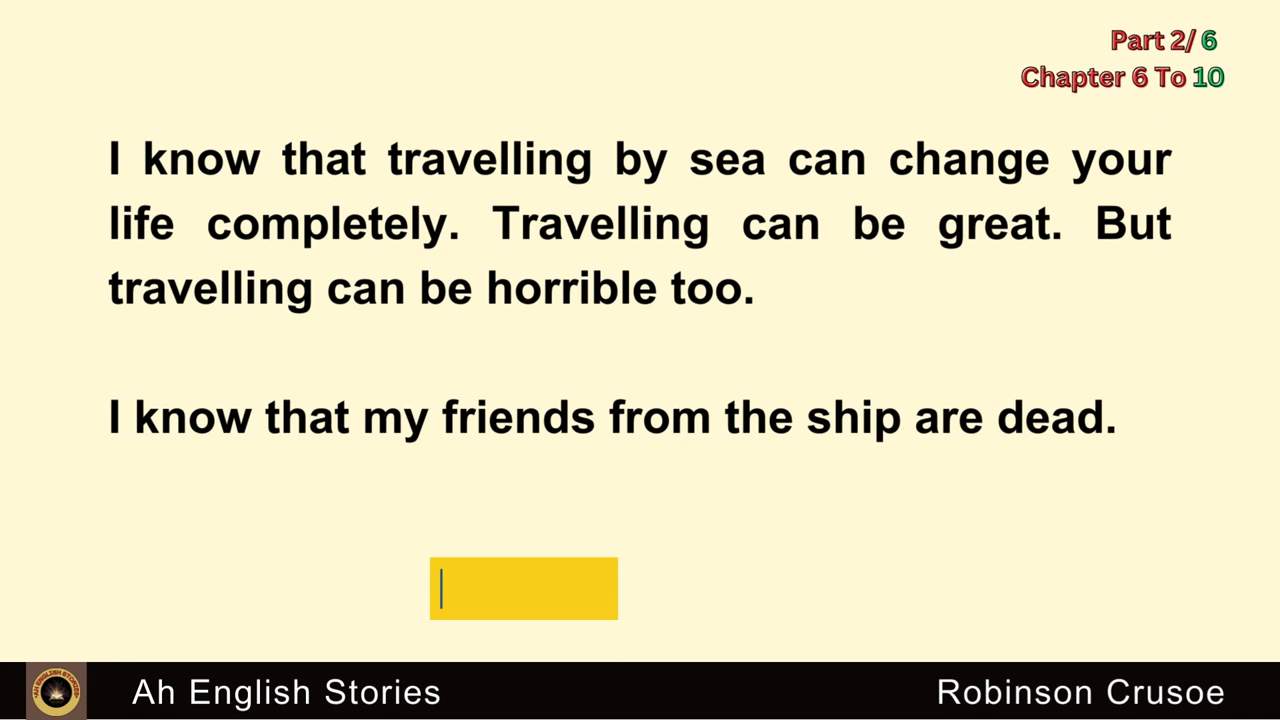 Part 2/ 6
Chapter 6 To 10
I know that travelling by sea can change your
life completely. Travelling can be great. But
travelling can be horrible too.
I know that my friends from the ship are dead.
Ah English Stories
Robinson Crusoe